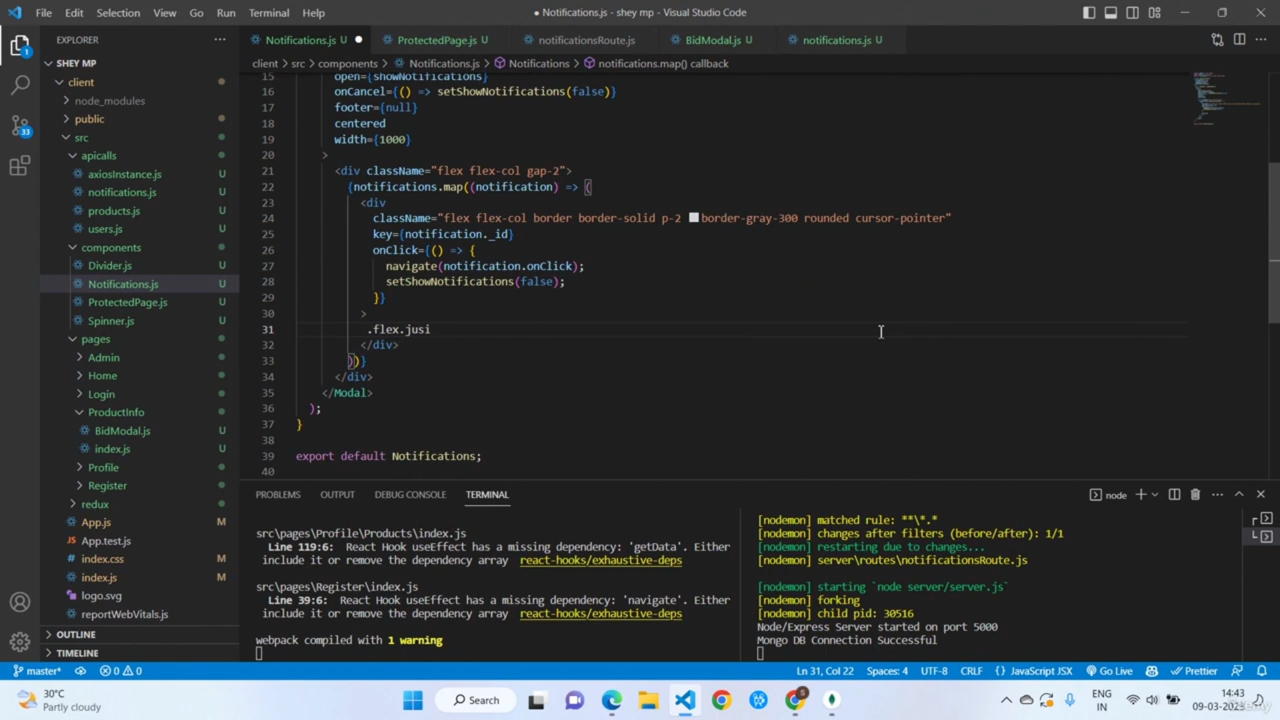 File Edit Selection View Go Run Terminal Help
● Notifications.js - shey mp - Visual Studio Code
EXPLORER
Notifications.js U
ProtectedPage.js U
notificationsRoute.js
BidModal.js U
notifications.js U
SHEY MP
client > src > components > Notifications.js > Notifications > notifications.map() callback
client
node_modules
public
src
apicalls
axiosInstance.js U
notifications.js U
products.js U
users.js U
components
Divider.js U
Notifications.js U
ProtectedPage.js U
Spinner.js U
pages
Admin
Home
Login
ProductInfo
BidModal.js U
index.js U
Profile
Register
redux
App.js M
App.test.js
index.css M
index.js M
logo.svg
reportWebVitals.js
OUTLINE
TIMELINE
33
1
15 open={showNotifications}
16 onCancel={() => setShowNotifications(false)}
17 footer={null}
18 centered
19 width={1000}
20 >
21 <div className="flex flex-col gap-2">
22 {notifications.map((notification) => (
23 <div
24 className="flex flex-col border border-solid p-2 border-gray-300 rounded cursor-pointer"
25 key={notification._id}
26 onClick={() => {
27 navigate(notification.onClick);
28 setShowNotifications(false);
29 }}
30 >
31 .flex.jusi
32 </div>
33 ))}
34 </div>
35 </Modal>
36 );
37 }
38
39 export default Notifications;
40
PROBLEMS OUTPUT DEBUG CONSOLE TERMINAL
node
src\pages\Profile\Products\index.js
Line 119:6: React Hook useEffect has a missing dependency: 'getData'. Either
include it or remove the dependency array react-hooks/exhaustive-deps
src\pages\Register\index.js
Line 39:6: React Hook useEffect has a missing dependency: 'navigate'. Either
include it or remove the dependency array react-hooks/exhaustive-deps
webpack compiled with 1 warning
[nodemon] matched rule: **\*.*
[nodemon] changes after filters (before/after): 1/1
[nodemon] restarting due to changes...
[nodemon] server\routes\notificationsRoute.js
[nodemon] starting `node server/server.js`
[nodemon] forking
[nodemon] child pid: 30516
Node/Express Server started on port 5000
Mongo DB Connection Successful
master* 0 0
Ln 31, Col 22 Spaces: 4 UTF-8 CRLF {} JavaScript JSX Go Live Prettier
30°C
Partly cloudy
Search
ENG
IN
14:43
09-03-2023